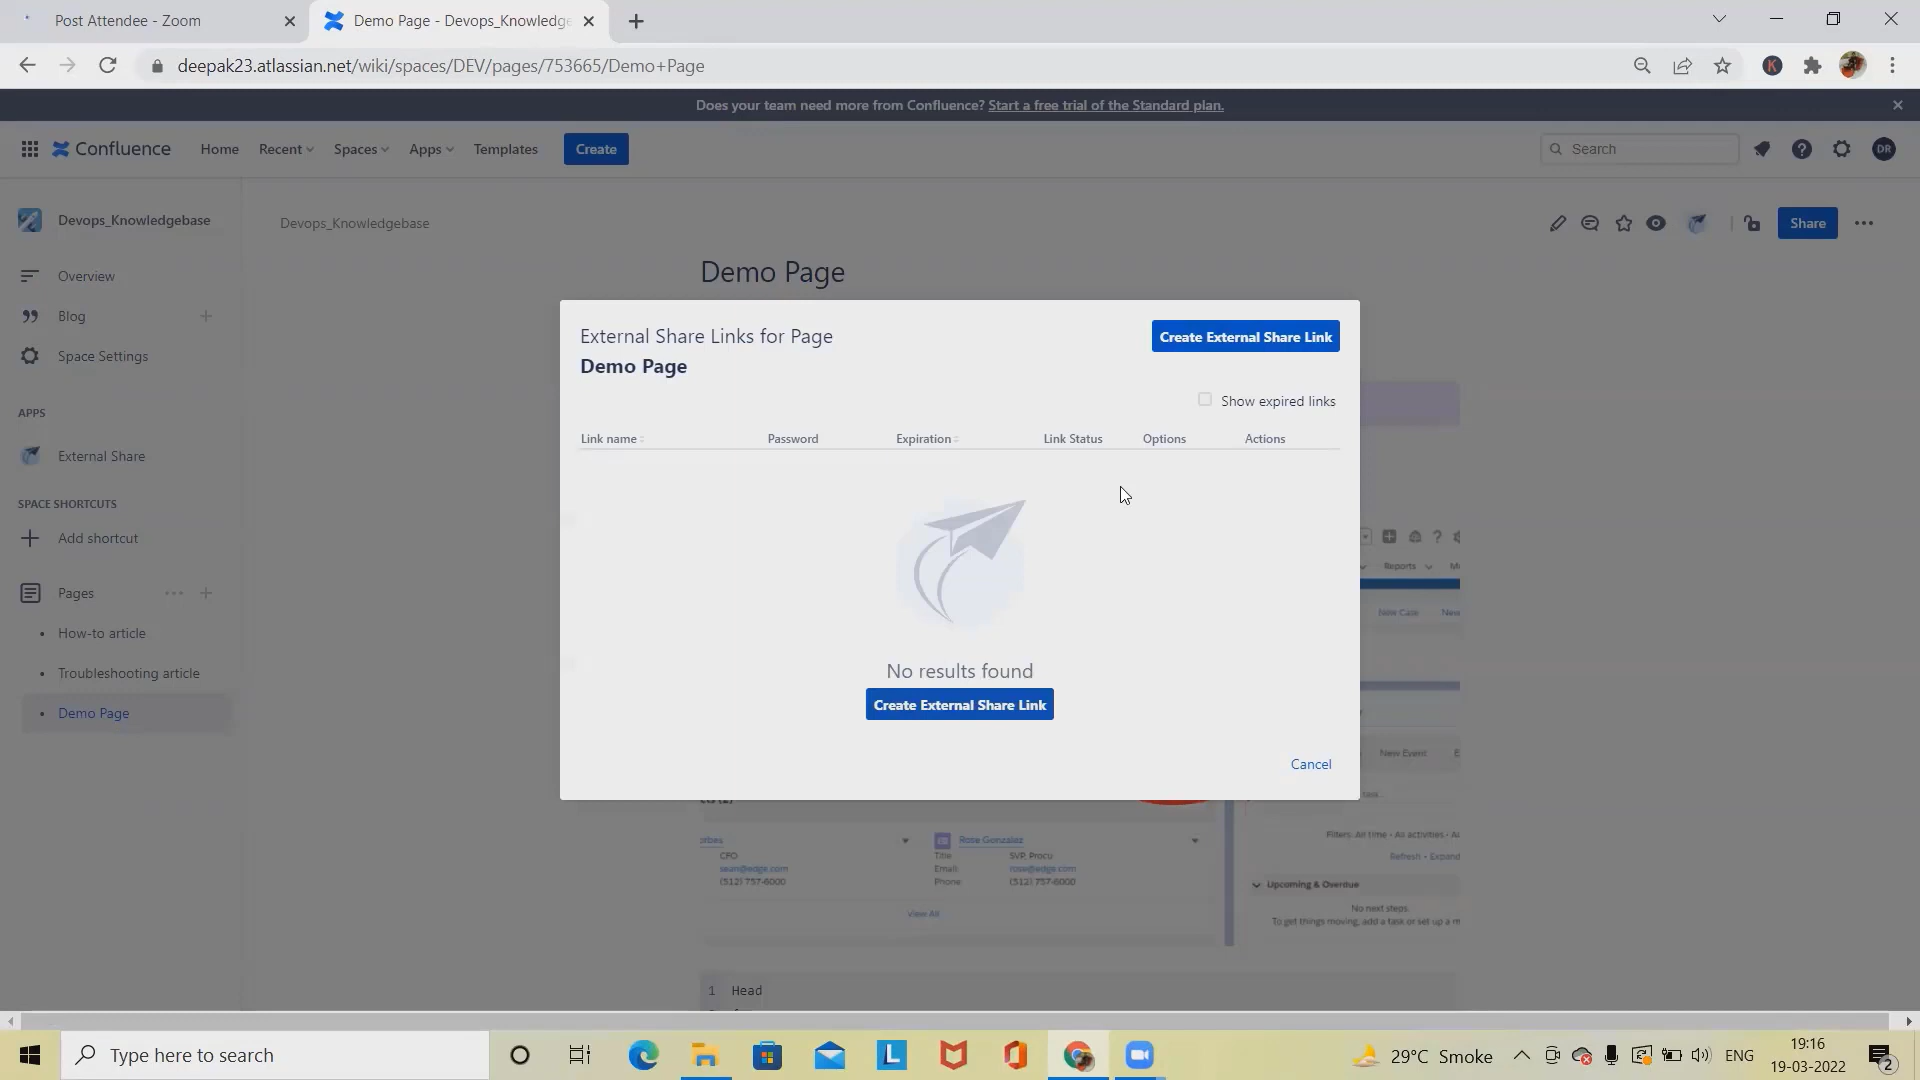 Post Attendee - Zoom
Demo Page - Devops_Knowledge
deepak23.atlassian.net/wiki/spaces/DEV/pages/753665/Demo+Page
K
Does your team need more from Confluence? Start a free trial of the Standard plan.
Confluence
Home
Recent
Spaces
Apps
Templates
Create
Search
DR
Devops_Knowledgebase
Overview
Blog
Space Settings
APPS
External Share
SPACE SHORTCUTS
Add shortcut
Pages
How-to article
Troubleshooting article
Demo Page
Devops_Knowledgebase
Share
Demo Page
External Share Links for Page
Demo Page
Create External Share Link
Show expired links
Link name
Password
Expiration
Link Status
Options
Actions
No results found
Create External Share Link
Cancel
Reports
New Case
New Event
Rose Gonzalez
CFO
sean@edge.com
(512) 757-6000
Title
SVP, Procu
Email:
rose@edge.com
Phone:
(512) 757-6000
View All
Filters: All time • All activities •
Refresh • Expand
Upcoming & Overdue
No next steps.
To get things moving, add a task or set up a m
1 Head
Type here to search
L
29°C Smoke
ENG
19:16
19-03-2022
2